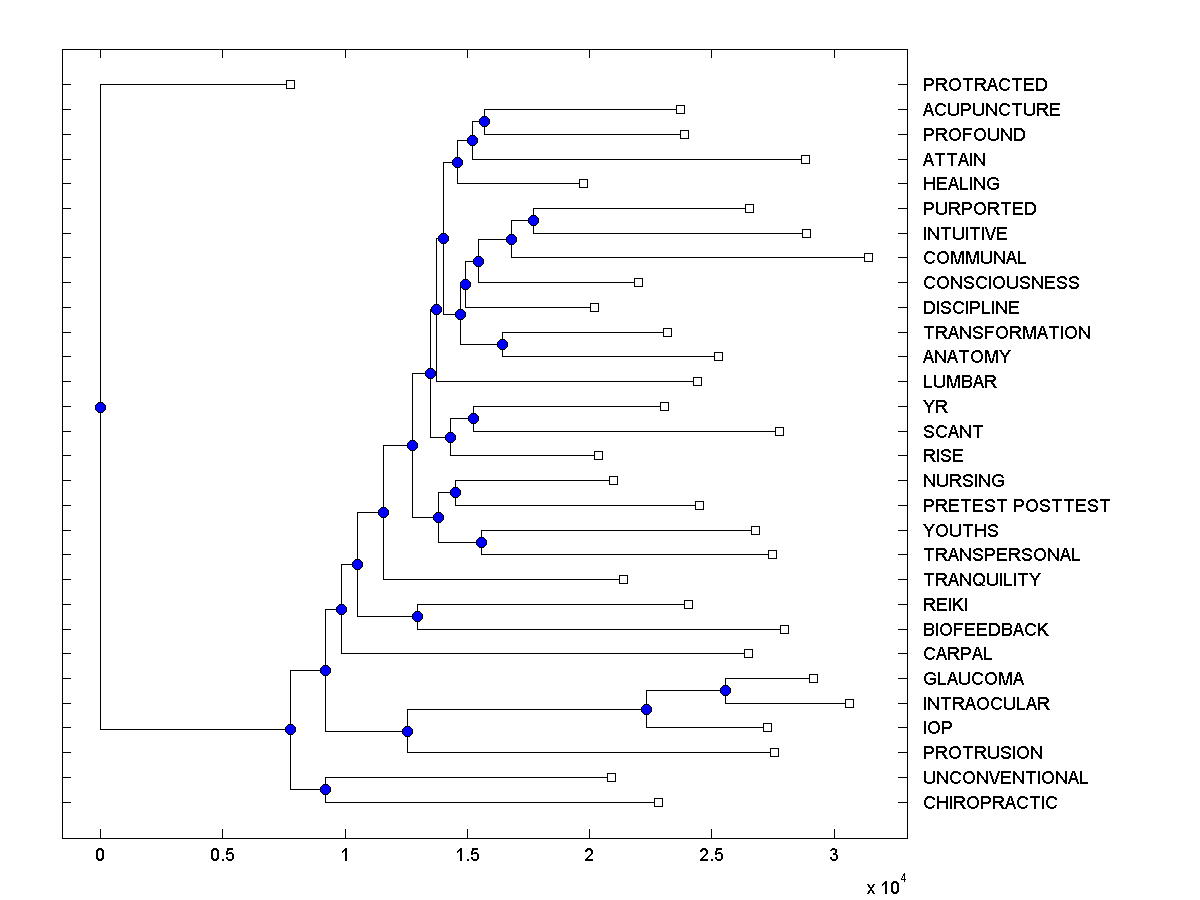 PROTRACTED
ACUPUNCTURE
PROFOUND
ATTAIN
HEALING
PURPORTED
INTUITIVE
COMMUNAL
CONSCIOUSNESS
DISCIPLINE
TRANSFORMATION
ANATOMY
LUMBAR
YR
SCANT
RISE
NURSING
PRETEST POSTTEST
YOUTHS
TRANSPERSONAL
TRANQUILITY
REIKI
BIOFEEDBACK
CARPAL
GLAUCOMA
INTRAOCULAR
IOP
PROTRUSION
UNCONVENTIONAL
CHIROPRACTIC
0 0.5 1 1.5 2 2.5 3
x 10^4